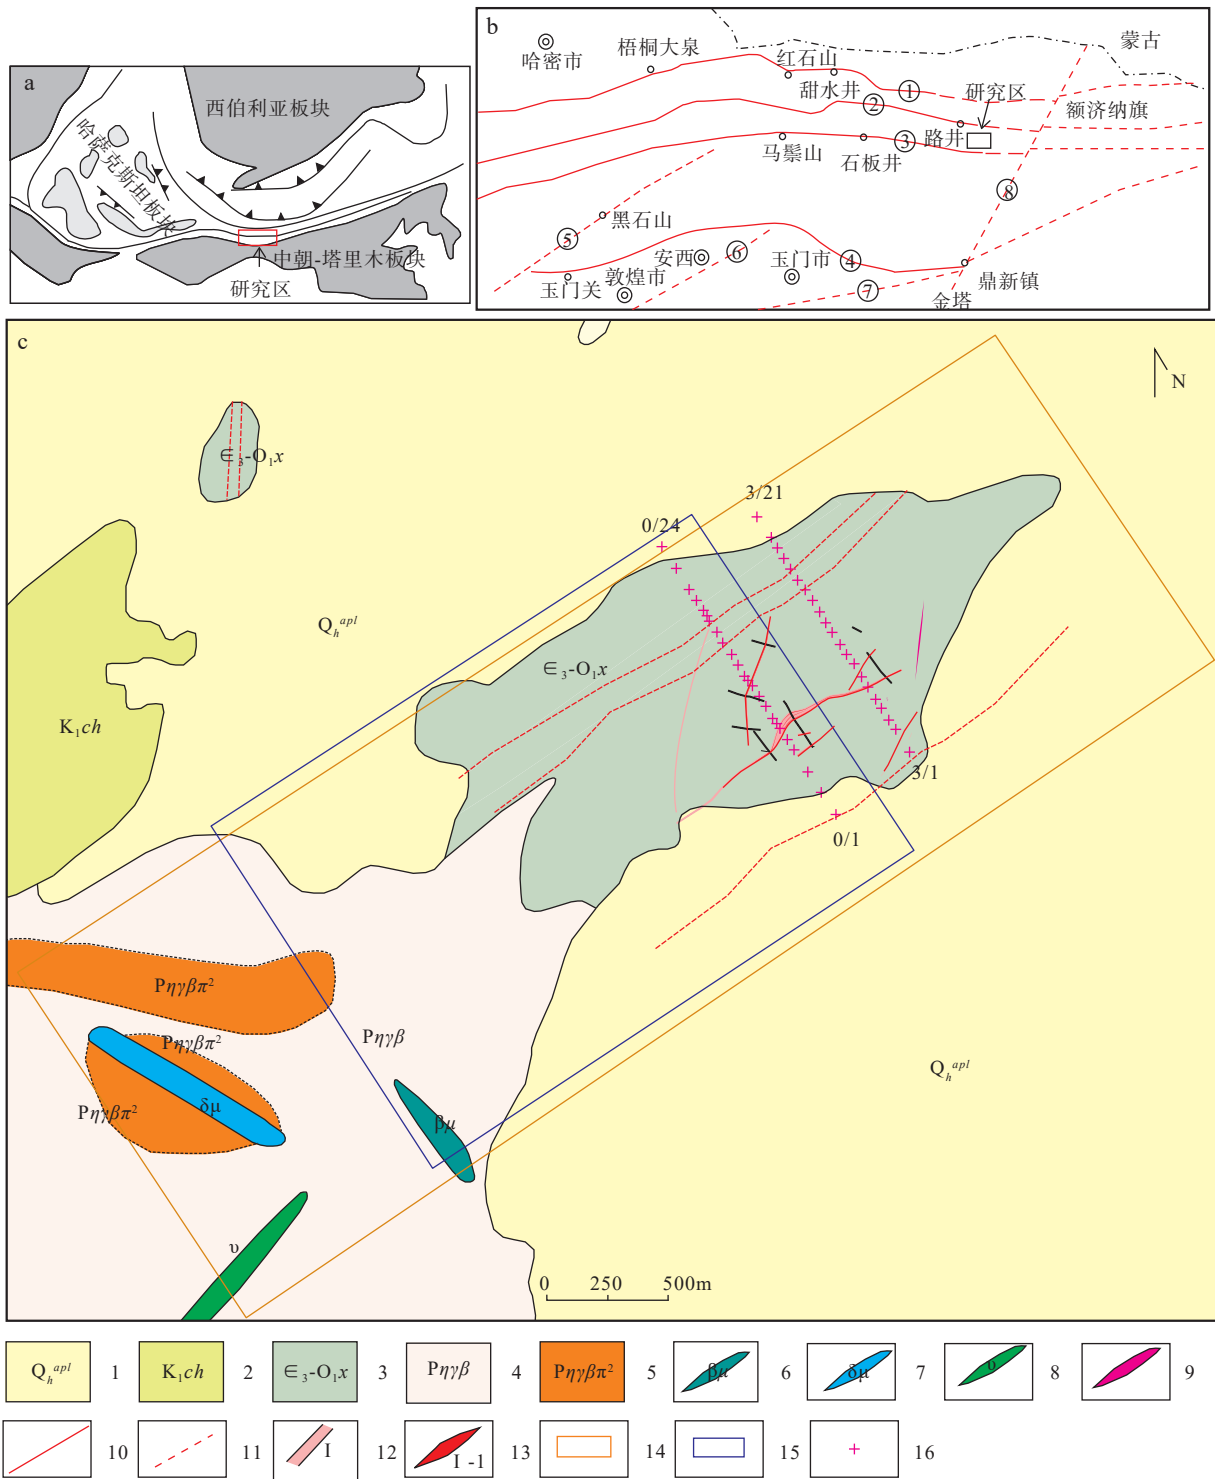 a
西伯利亚板块
哈萨克斯坦板块
中朝-塔里木板块
研究区
b
哈密市
梧桐大泉
红石山
甜水井
蒙古
①
②
研究区
额济纳旗
路井
③
马鬃山
石板井
⑧
黑石山
⑤
安西
⑥
玉门市
④
鼎新镇
玉门关
敦煌市
⑦
金塔
c
N
∈₃-O₁x
3/21
0/24
Qₕᵃᵖˡ
∈₃-O₁x
K₁ch
3/1
0/1
Pηγβπ²
Pηγβπ²
Pηγβ
Qₕᵃᵖˡ
Pηγβπ²
δμ
βμ
υ
0 250 500m
Qₕᵃᵖˡ 1 K₁ch 2 ∈₃-O₁x 3 Pηγβ 4 Pηγβπ² 5 βμ 6 δμ 7 υ 8 9
10 11 I 12 I -1 13 14 15 16